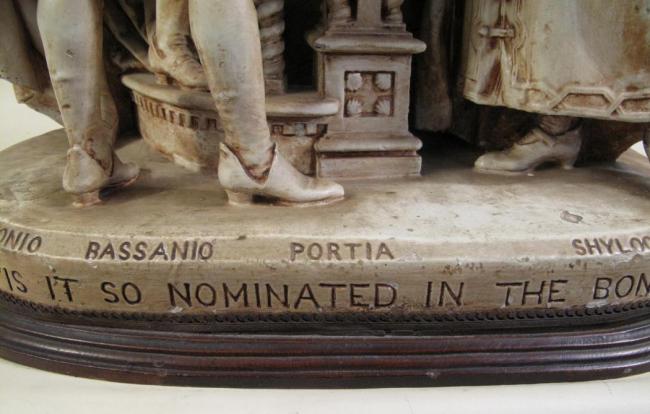 ONIO BASSANIO PORTIA SHYLOC
'IS IT SO NOMINATED IN THE BON